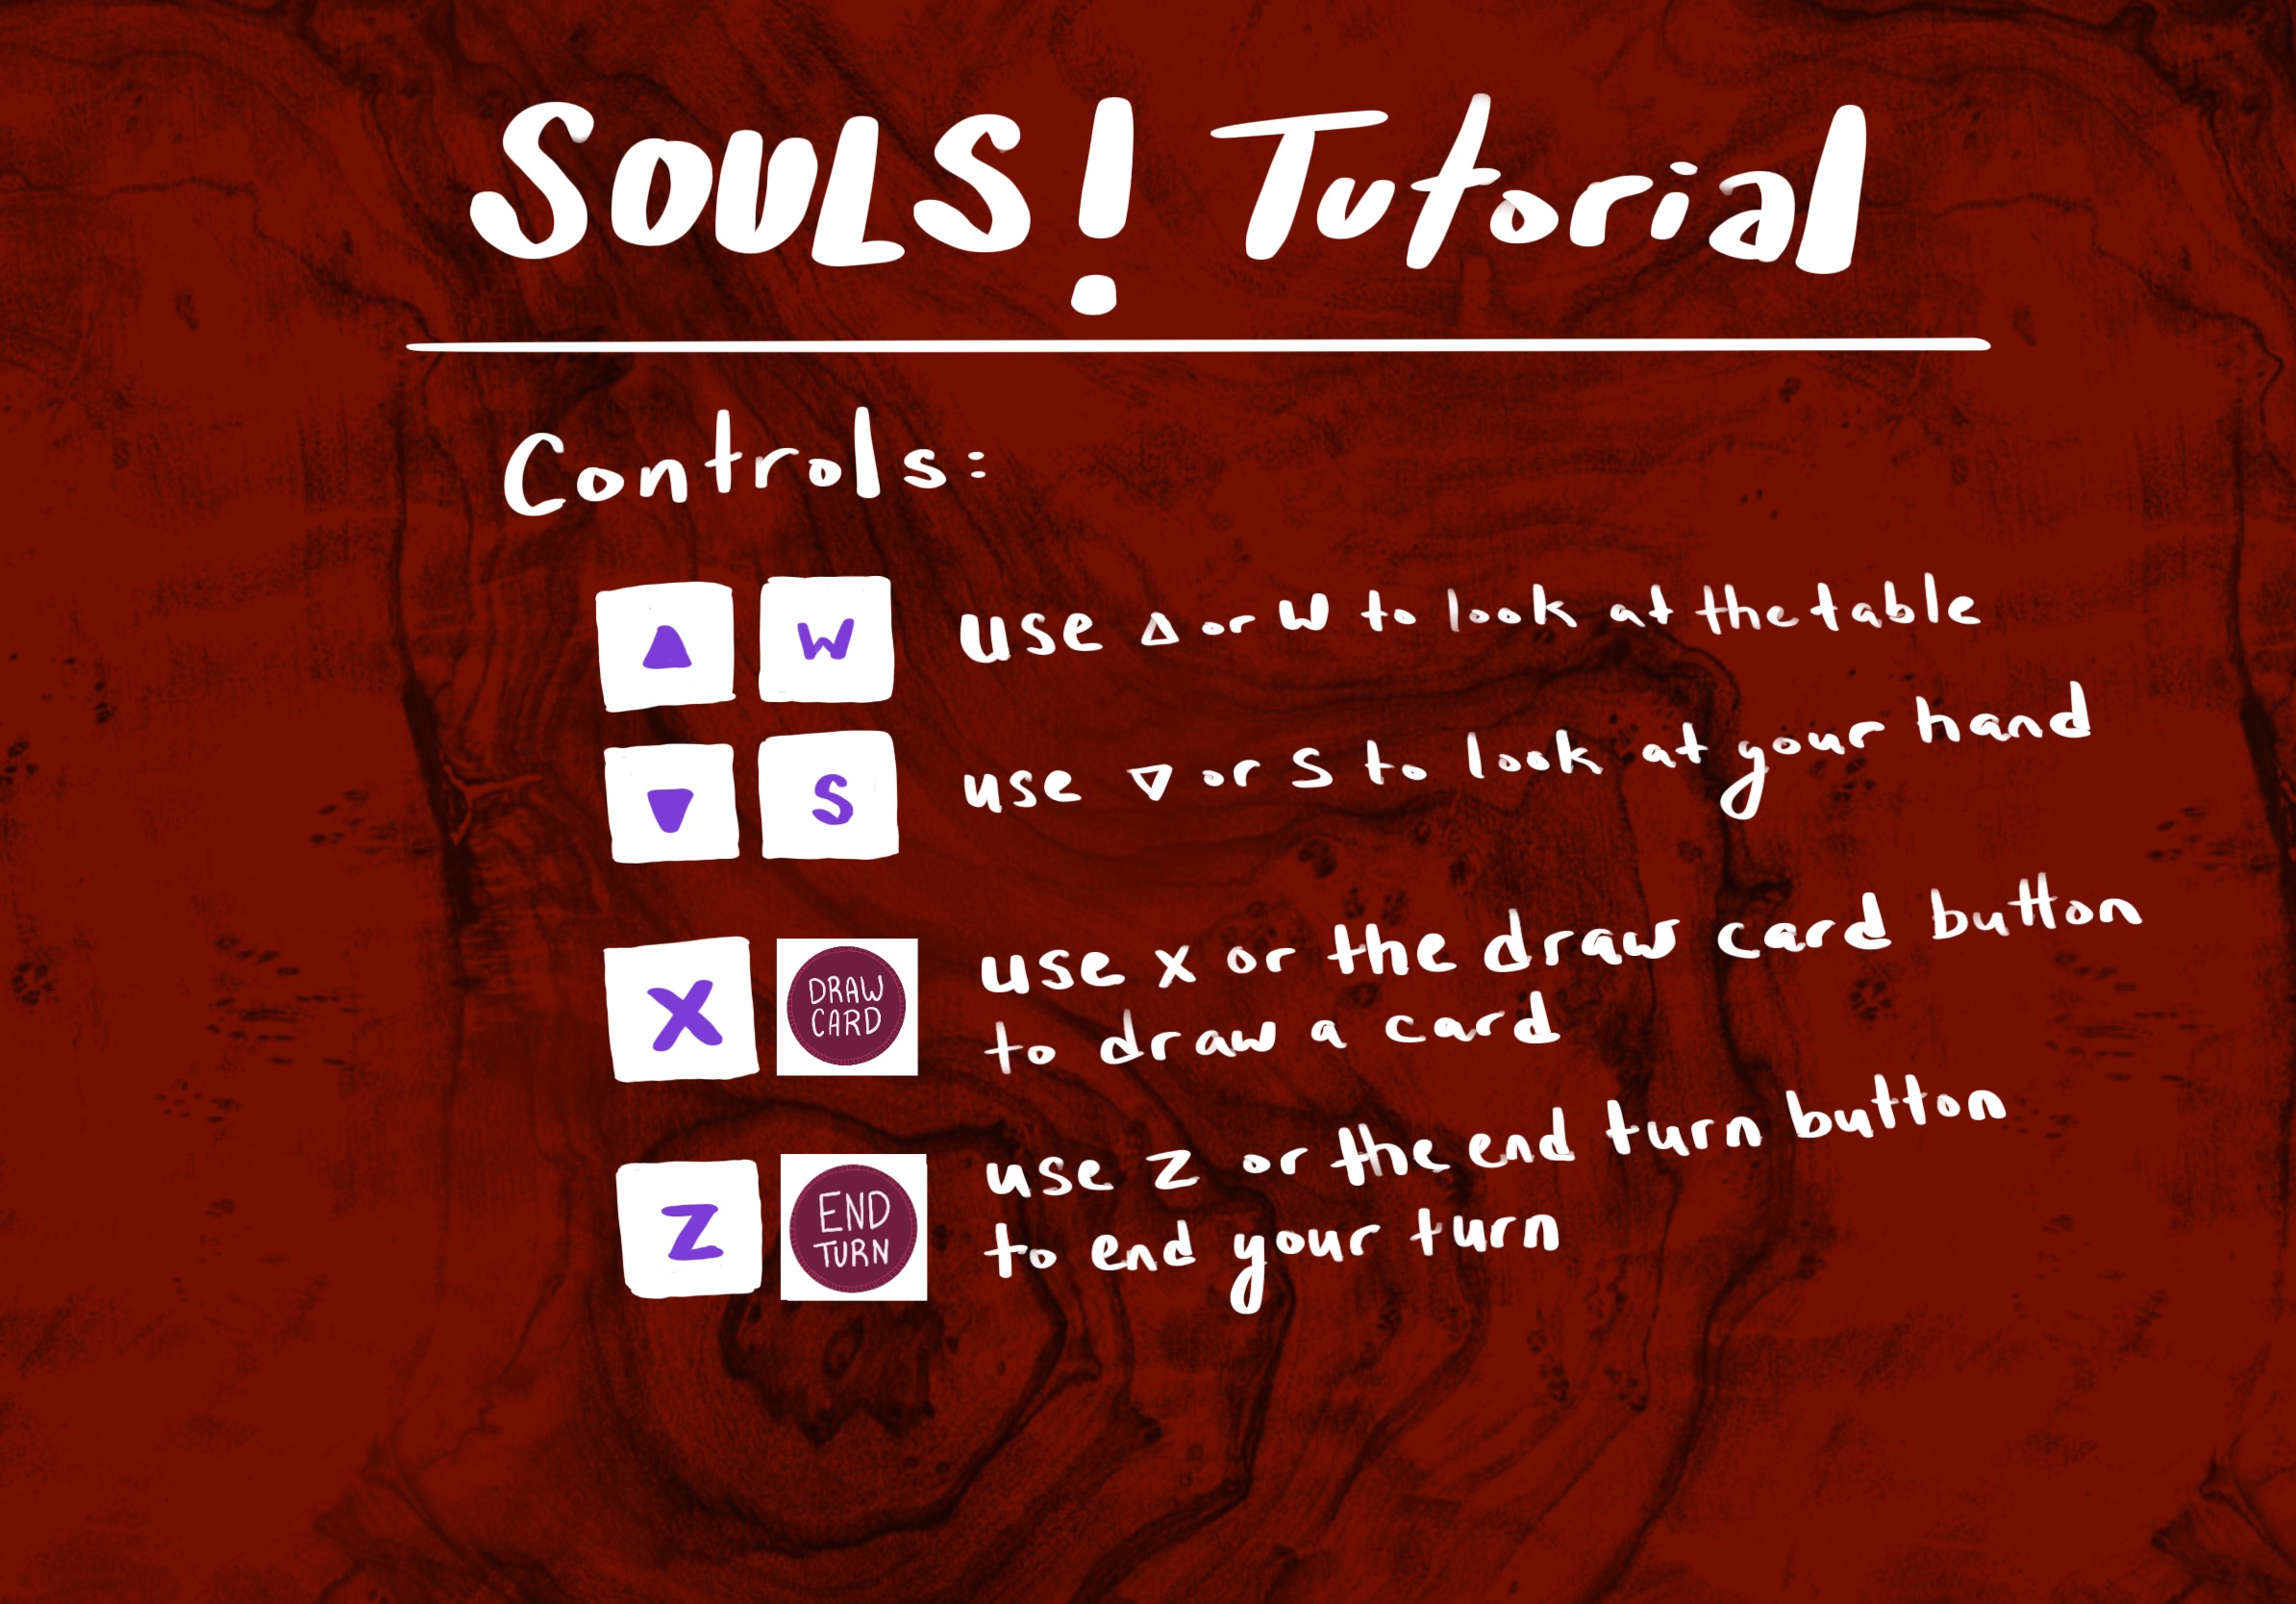 SOULS! Tutorial
Controls:
▲ W use △ or W to look at the table
▼ S use ▽ or S to look at your hand
X DRAW CARD use x or the draw card button
to draw a card
Z END TURN use z or the end turn button
to end your turn